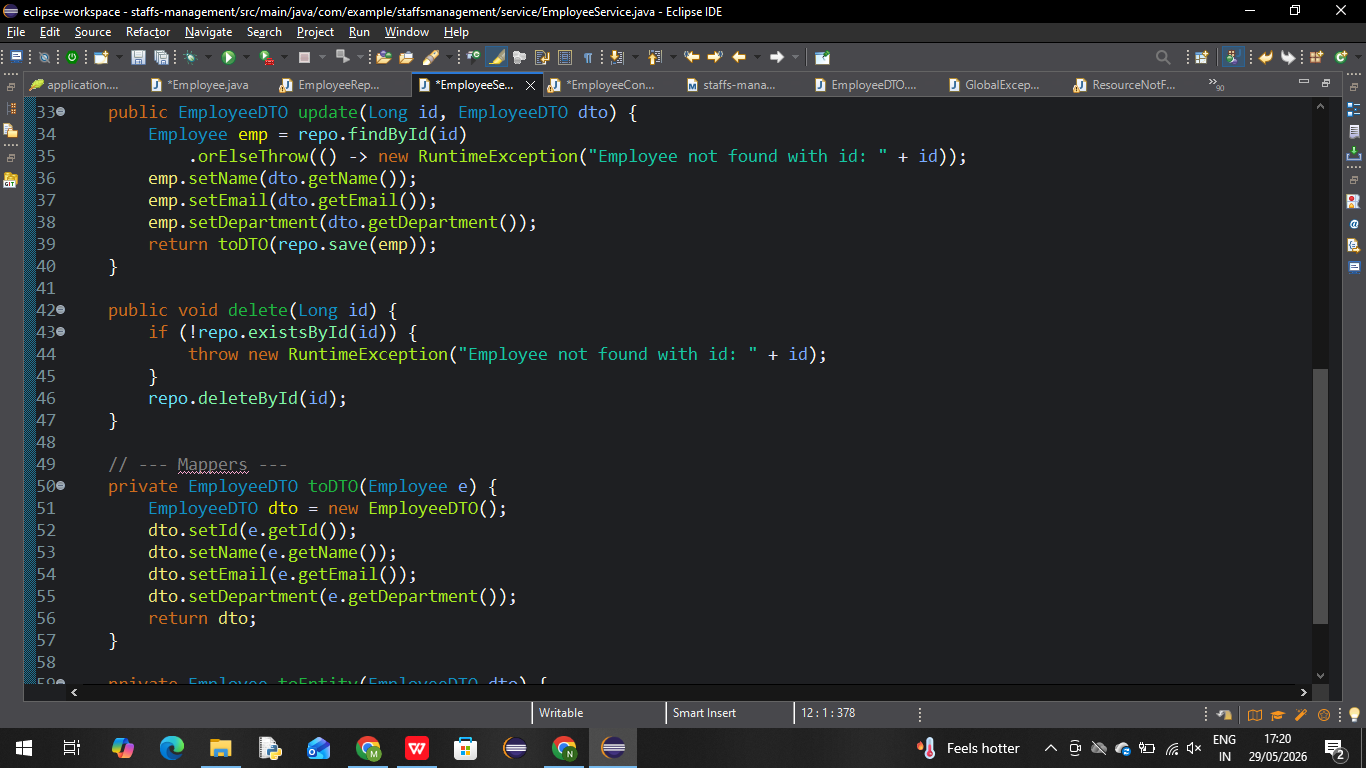 eclipse-workspace - staffs-management/src/main/java/com/example/staffsmanagement/service/EmployeeService.java - Eclipse IDE
File Edit Source Refactor Navigate Search Project Run Window Help
application.... *Employee.java EmployeeRep... *EmployeeSe... *EmployeeCon... staffs-mana... EmployeeDTO.... GlobalExcep... ResourceNotF... 90
33 public EmployeeDTO update(Long id, EmployeeDTO dto) {
34 Employee emp = repo.findById(id)
35 .orElseThrow(() -> new RuntimeException("Employee not found with id: " + id));
36 emp.setName(dto.getName());
37 emp.setEmail(dto.getEmail());
38 emp.setDepartment(dto.getDepartment());
39 return toDTO(repo.save(emp));
40 }
41
42 public void delete(Long id) {
43 if (!repo.existsById(id)) {
44 throw new RuntimeException("Employee not found with id: " + id);
45 }
46 repo.deleteById(id);
47 }
48
49 // --- Mappers ---
50 private EmployeeDTO toDTO(Employee e) {
51 EmployeeDTO dto = new EmployeeDTO();
52 dto.setId(e.getId());
53 dto.setName(e.getName());
54 dto.setEmail(e.getEmail());
55 dto.setDepartment(e.getDepartment());
56 return dto;
57 }
58
59 private Employee toEntity(EmployeeDTO dto) {
Writable Smart Insert 12 : 1 : 378
Feels hotter ENG IN 17:20 29/05/2026 2